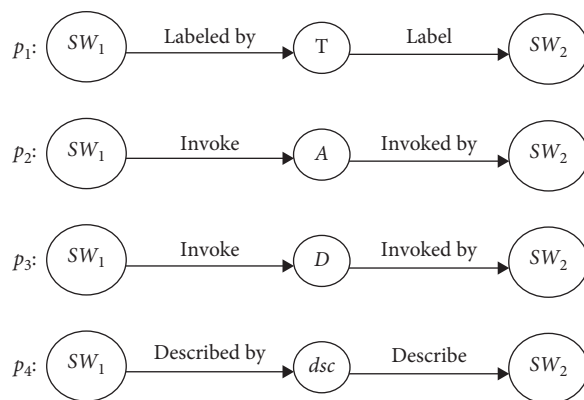 p₁: SW₁ Labeled by T Label SW₂
p₂: SW₁ Invoke A Invoked by SW₂
p₃: SW₁ Invoke D Invoked by SW₂
p₄: SW₁ Described by dsc Describe SW₂